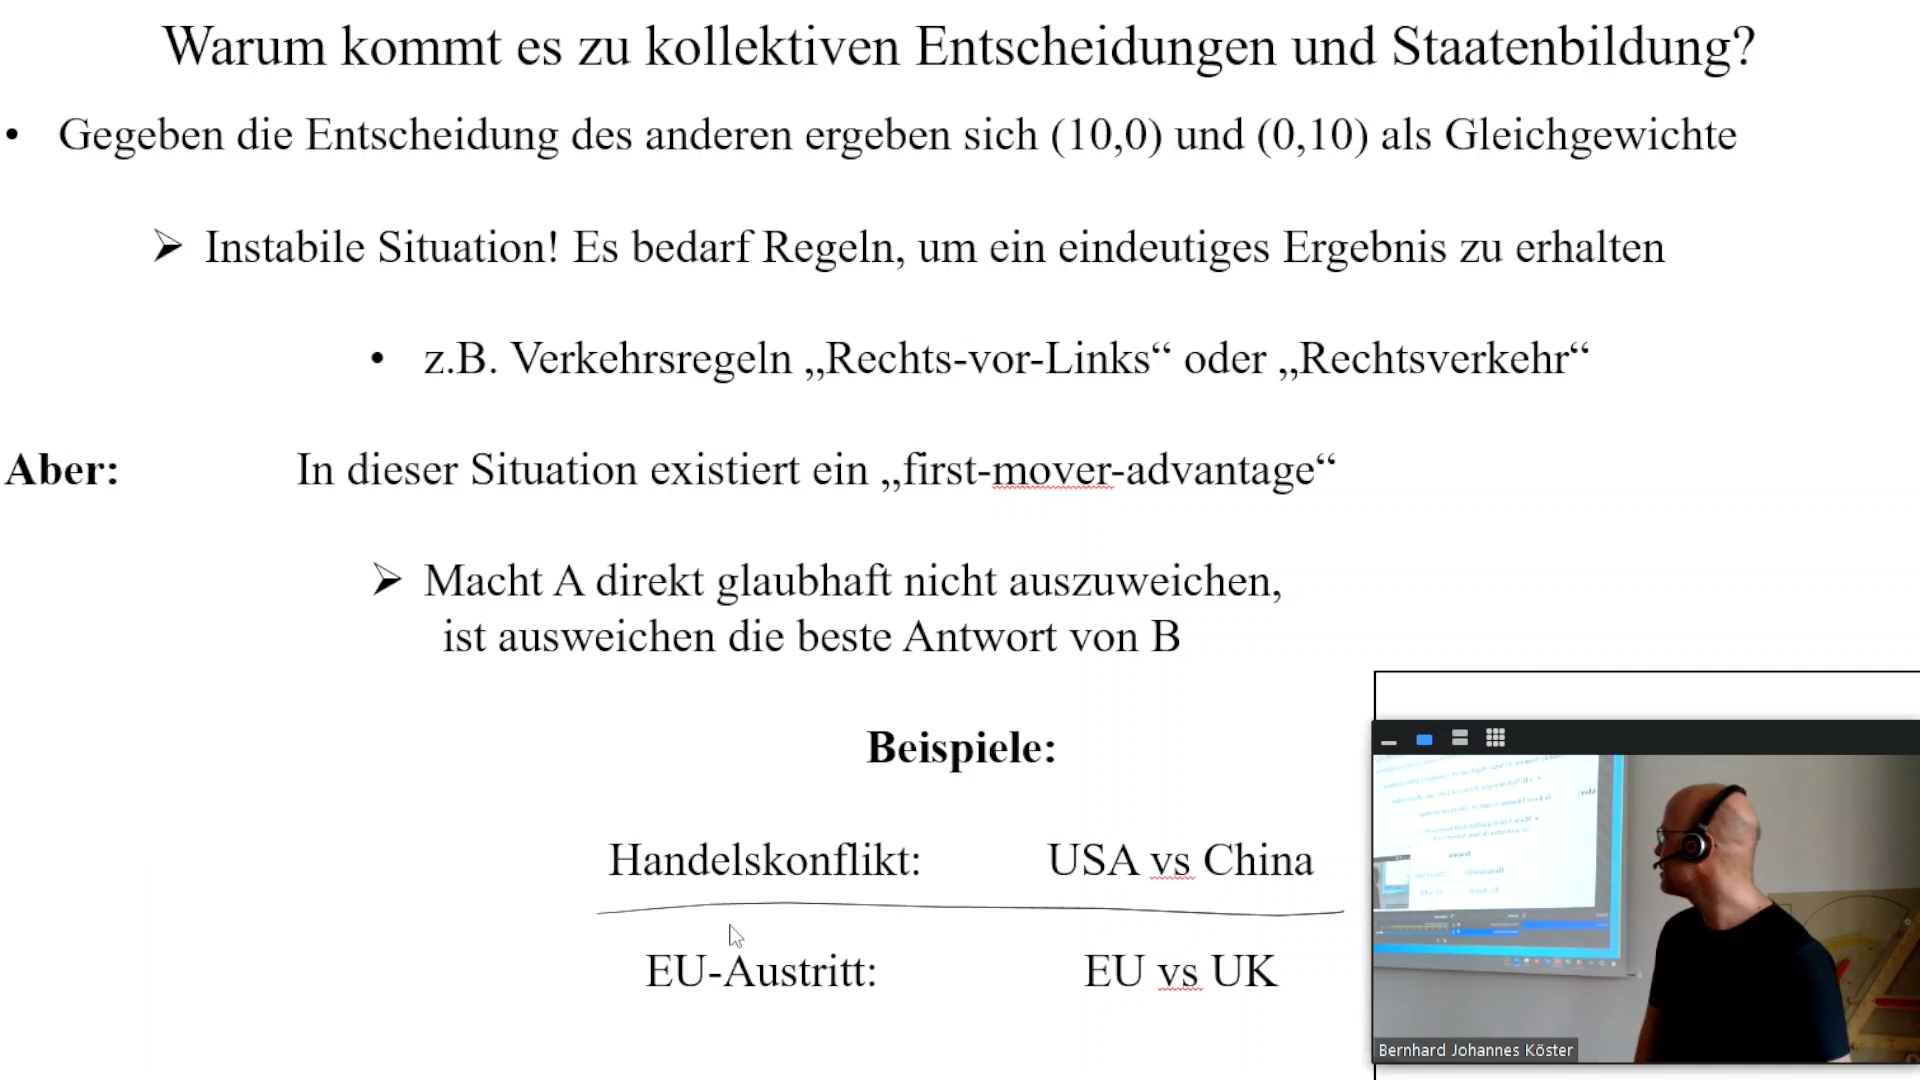 Warum kommt es zu kollektiven Entscheidungen und Staatenbildung?
• Gegeben die Entscheidung des anderen ergeben sich (10,0) und (0,10) als Gleichgewichte
➢ Instabile Situation! Es bedarf Regeln, um ein eindeutiges Ergebnis zu erhalten
• z.B. Verkehrsregeln „Rechts-vor-Links“ oder „Rechtsverkehr“
Aber: In dieser Situation existiert ein „first-mover-advantage“
➢ Macht A direkt glaubhaft nicht auszuweichen,
ist ausweichen die beste Antwort von B
Beispiele:
Handelskonflikt: USA vs China
EU-Austritt: EU vs UK
Bernhard Johannes Köster